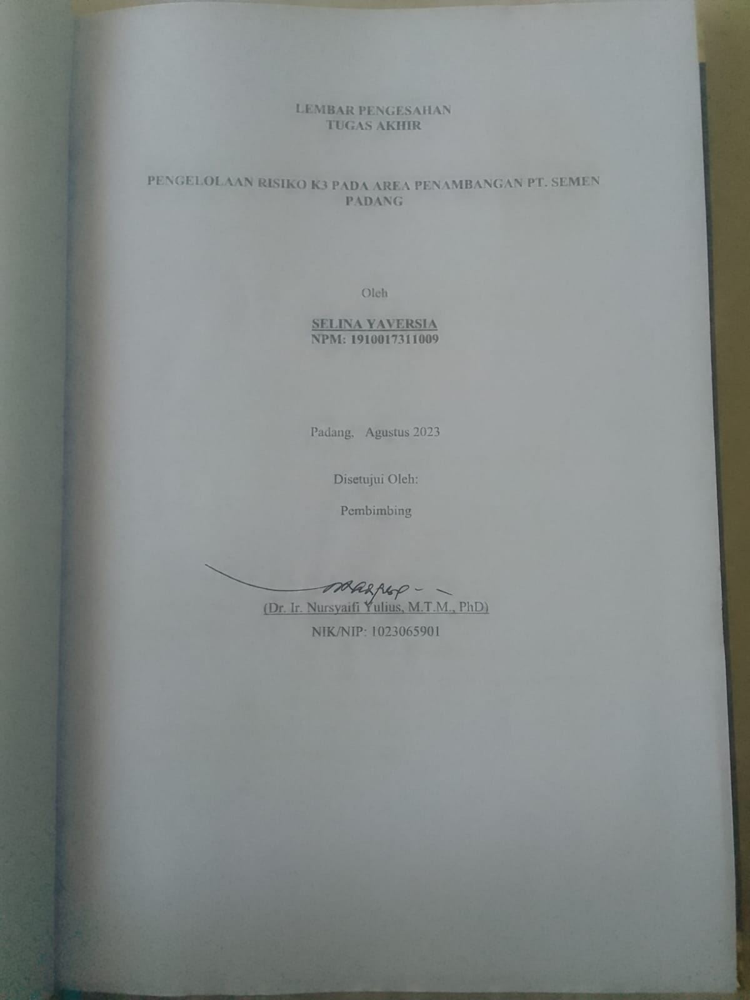 LEMBAR PENGESAHAN
TUGAS AKHIR
PENGELOLAAN RISIKO K3 PADA AREA PENAMBANGAN PT. SEMEN
PADANG
Oleh
SELINA YAVERSIA
NPM: 1910017311009
Padang, Agustus 2023
Disetujui Oleh:
Pembimbing
(Dr. Ir. Nursyaifi Yulius, M.T.M., PhD)
NIK/NIP: 1023065901